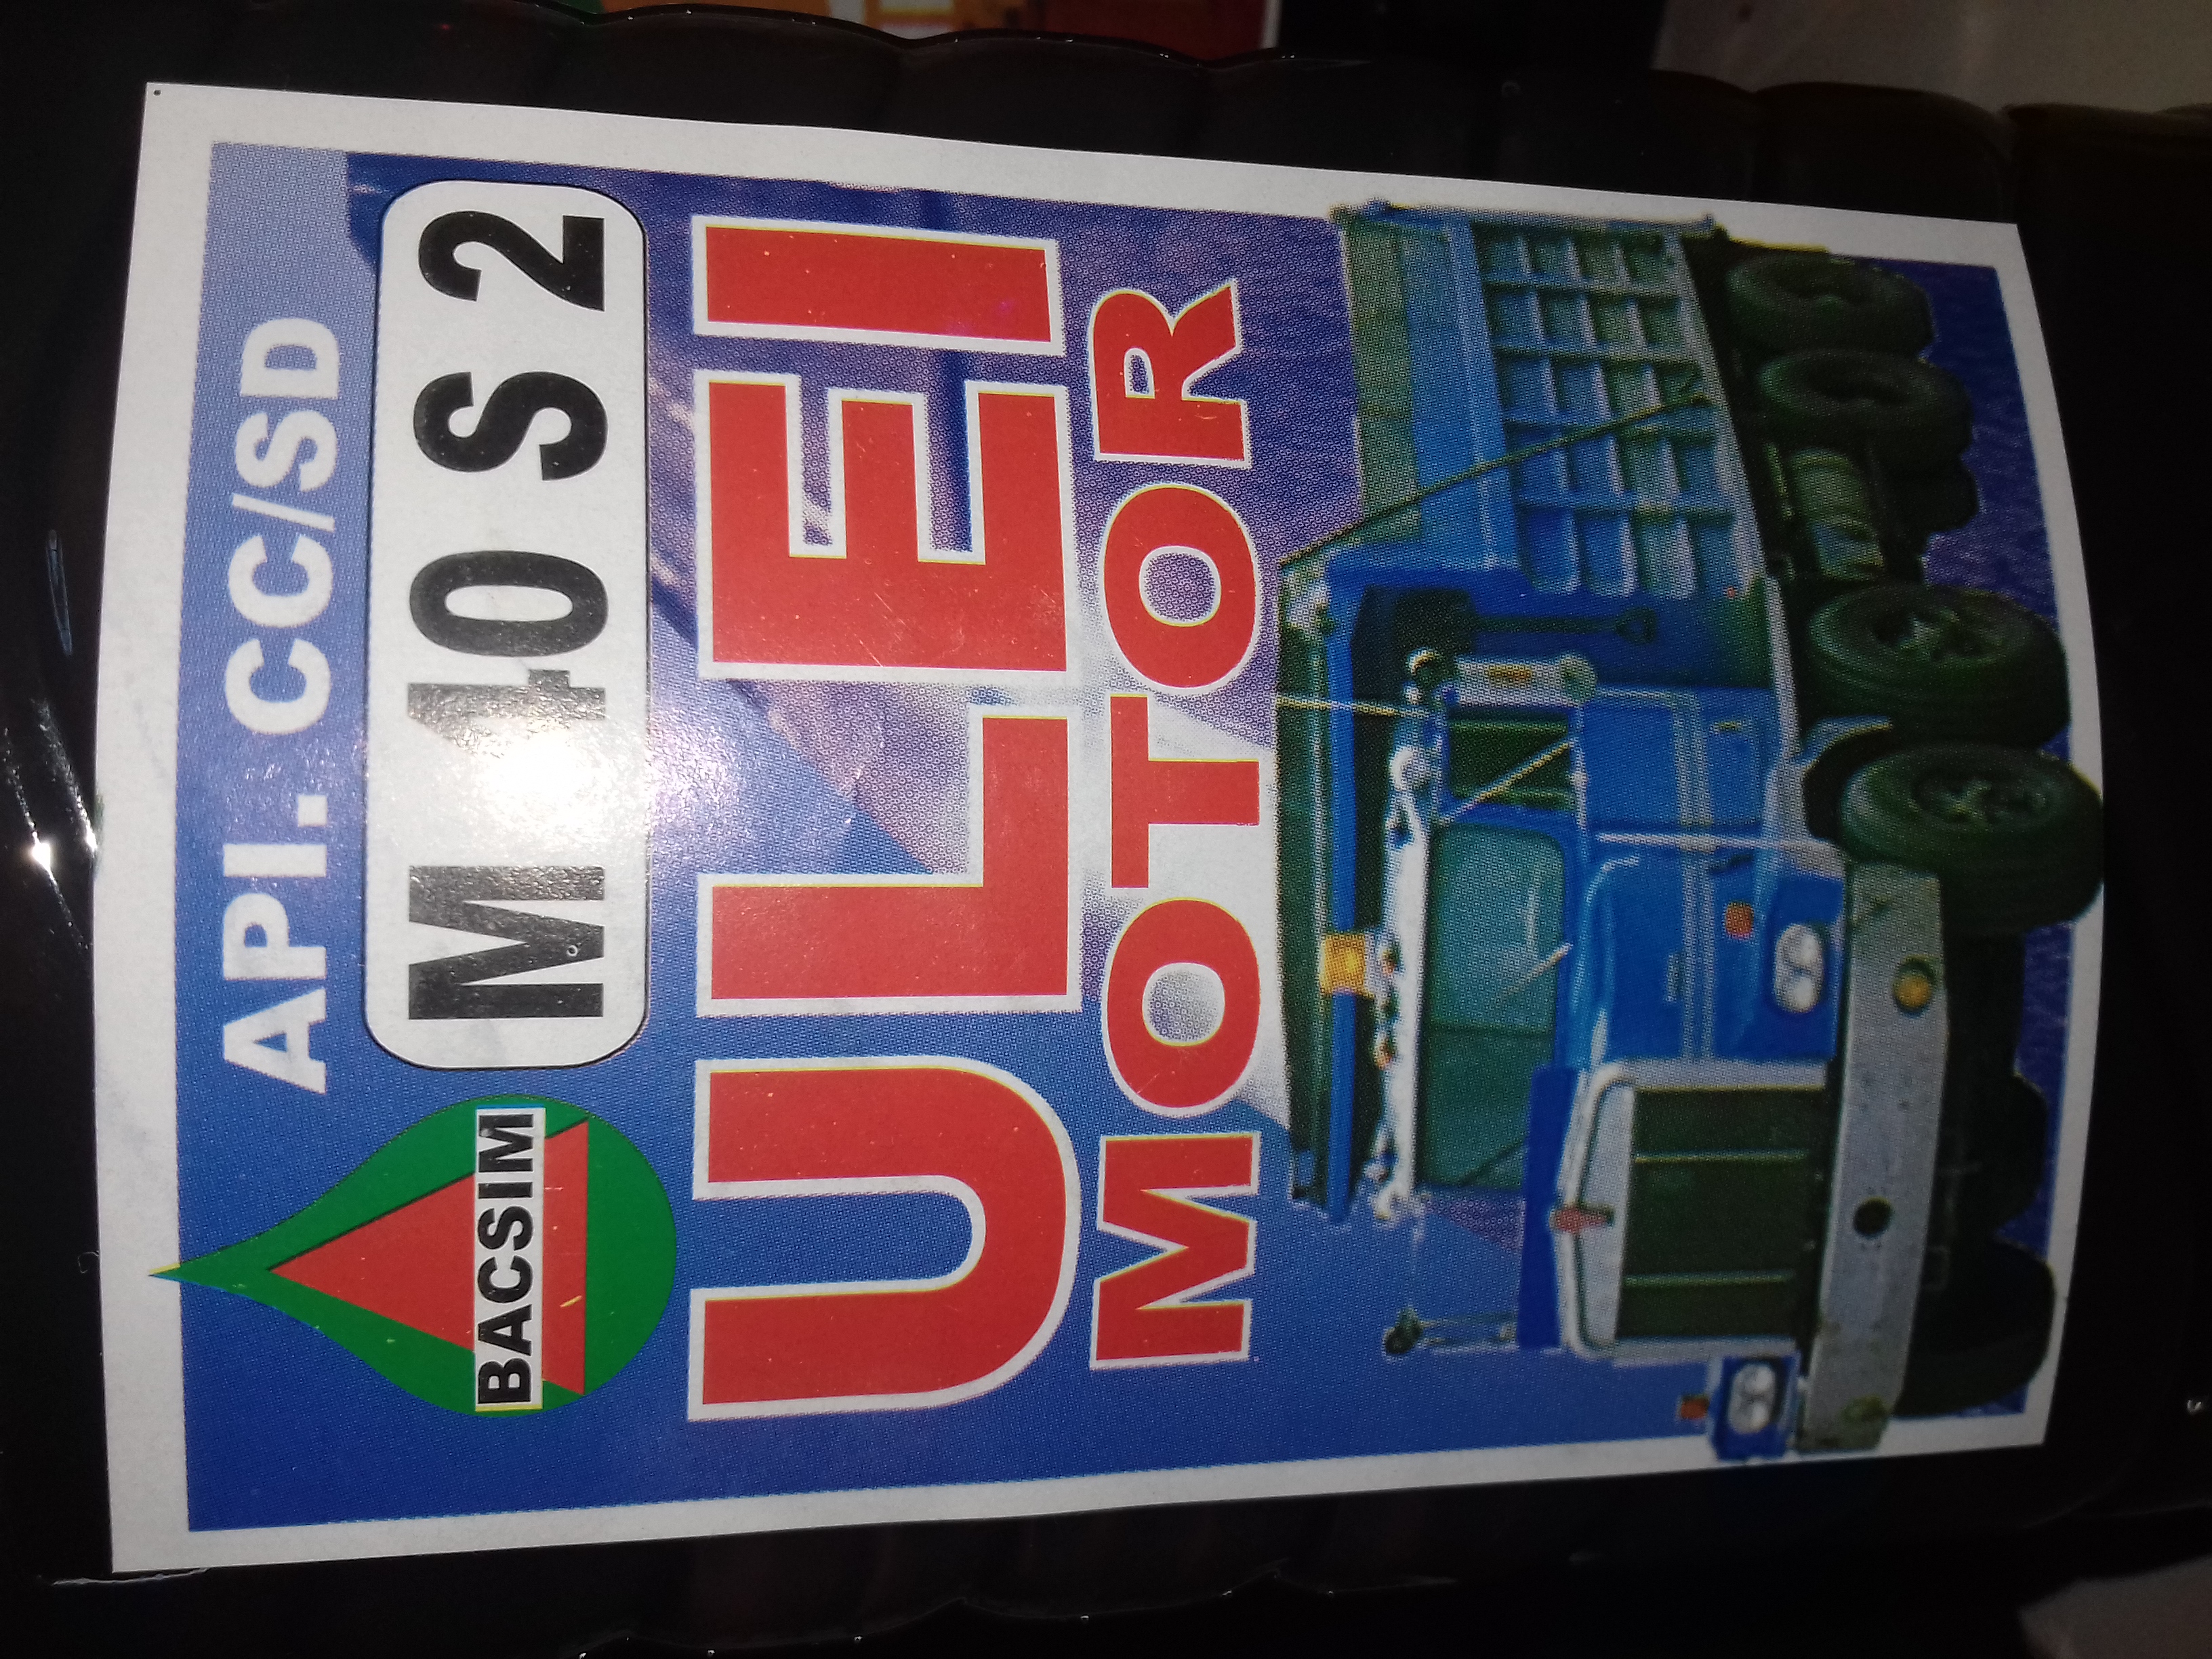 API. CC/SD
BACSIM
M 40 S 2
ULEI
MOTOR